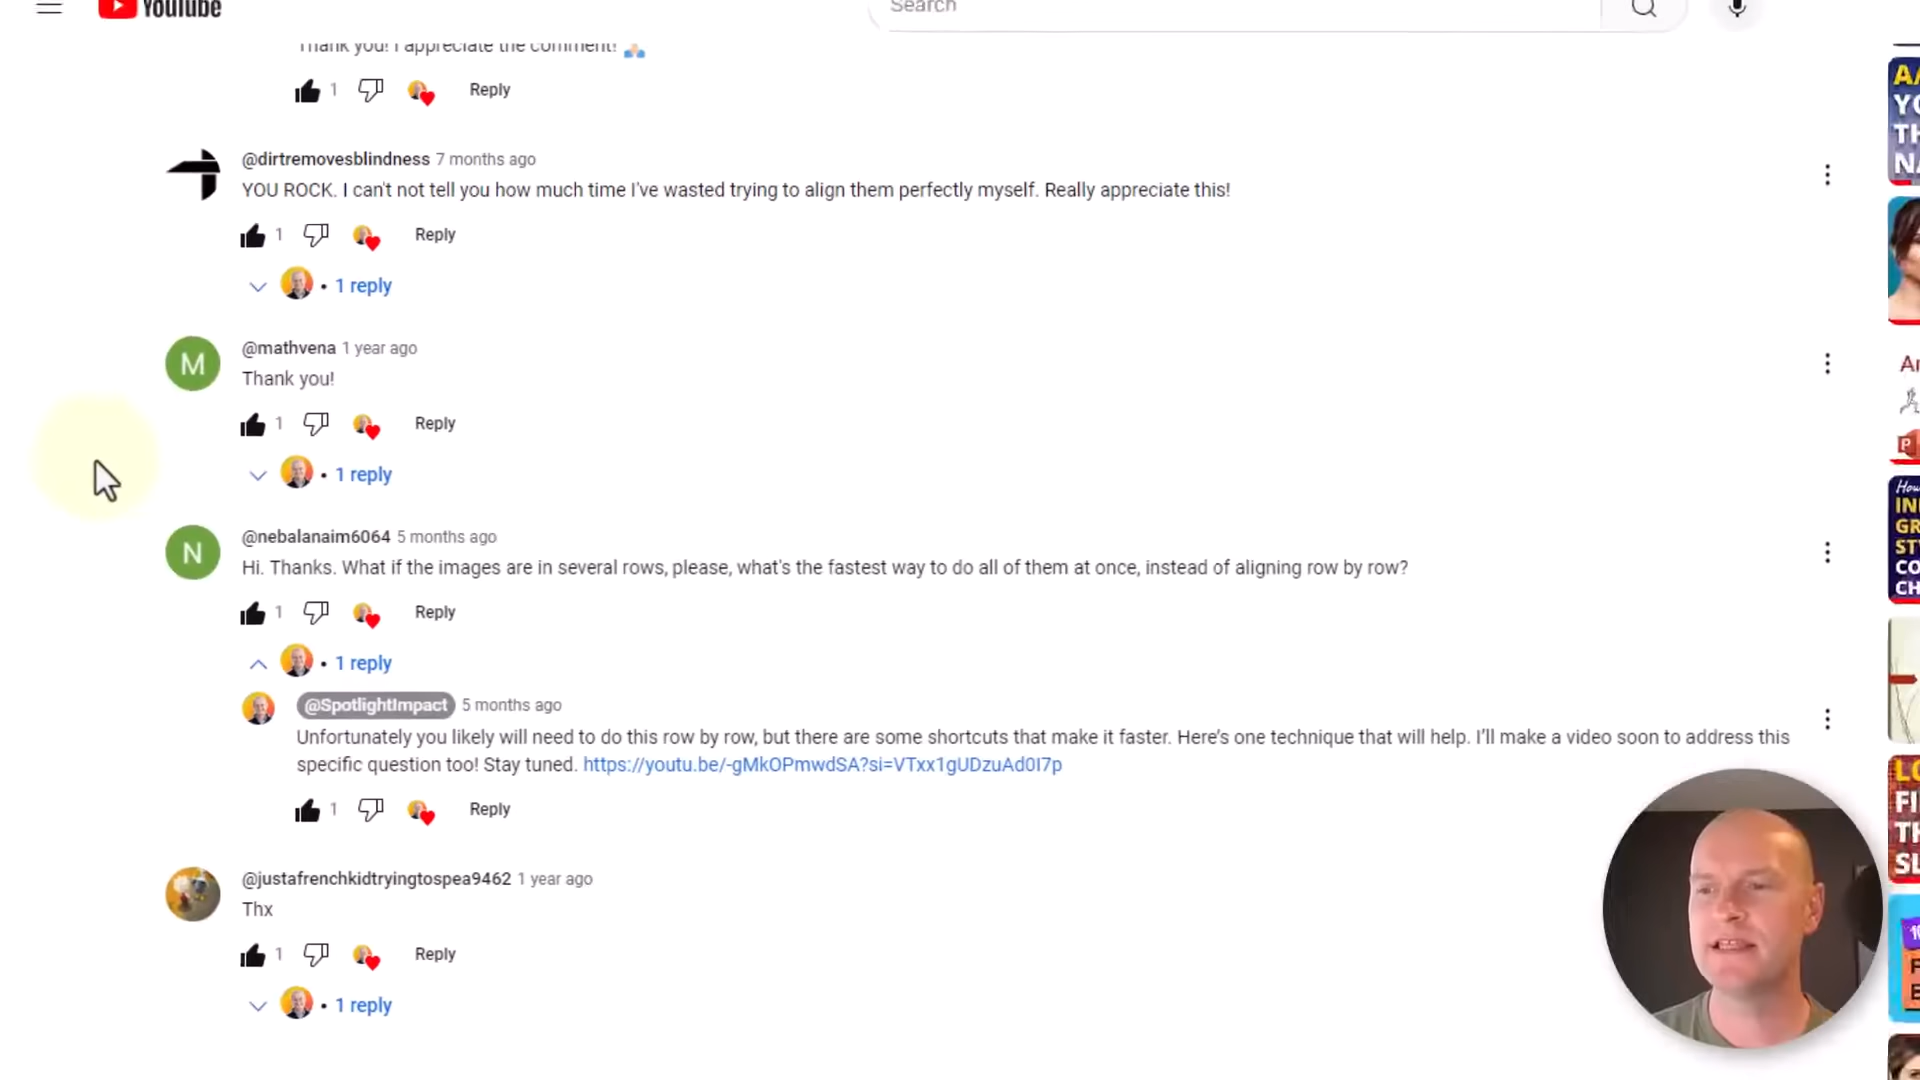 YouTube
Search
Thank you! I appreciate the comment!
1 Reply
@dirtremovesblindness 7 months ago
YOU ROCK. I can't not tell you how much time I've wasted trying to align them perfectly myself. Really appreciate this!
1 Reply
• 1 reply
M
@mathvena 1 year ago
Thank you!
1 Reply
• 1 reply
N
@nebalanaim6064 5 months ago
Hi. Thanks. What if the images are in several rows, please, what's the fastest way to do all of them at once, instead of aligning row by row?
1 Reply
• 1 reply
@SpotlightImpact 5 months ago
Unfortunately you likely will need to do this row by row, but there are some shortcuts that make it faster. Here's one technique that will help. I'll make a video soon to address this
specific question too! Stay tuned. https://youtu.be/-gMkOPmwdSA?si=VTxx1gUDzuAd0I7p
1 Reply
@justafrenchkidtryingtospea9462 1 year ago
Thx
1 Reply
• 1 reply
How
P